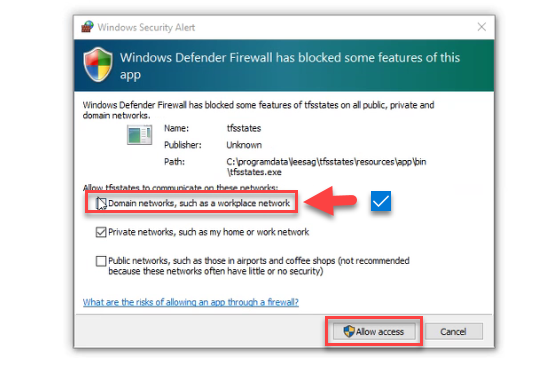 Windows Security Alert
Windows Defender Firewall has blocked some features of this
app
Windows Defender Firewall has blocked some features of tfsstates on all public, private and
domain networks.
Name: tfsstates
Publisher: Unknown
Path: C:\programdata\leesag\tfsstates\resources\app\bin
\tfsstates.exe
Allow tfsstates to communicate on these networks:
Domain networks, such as a workplace network
Private networks, such as my home or work network
Public networks, such as those in airports and coffee shops (not recommended
because these networks often have little or no security)
What are the risks of allowing an app through a firewall?
Allow access Cancel